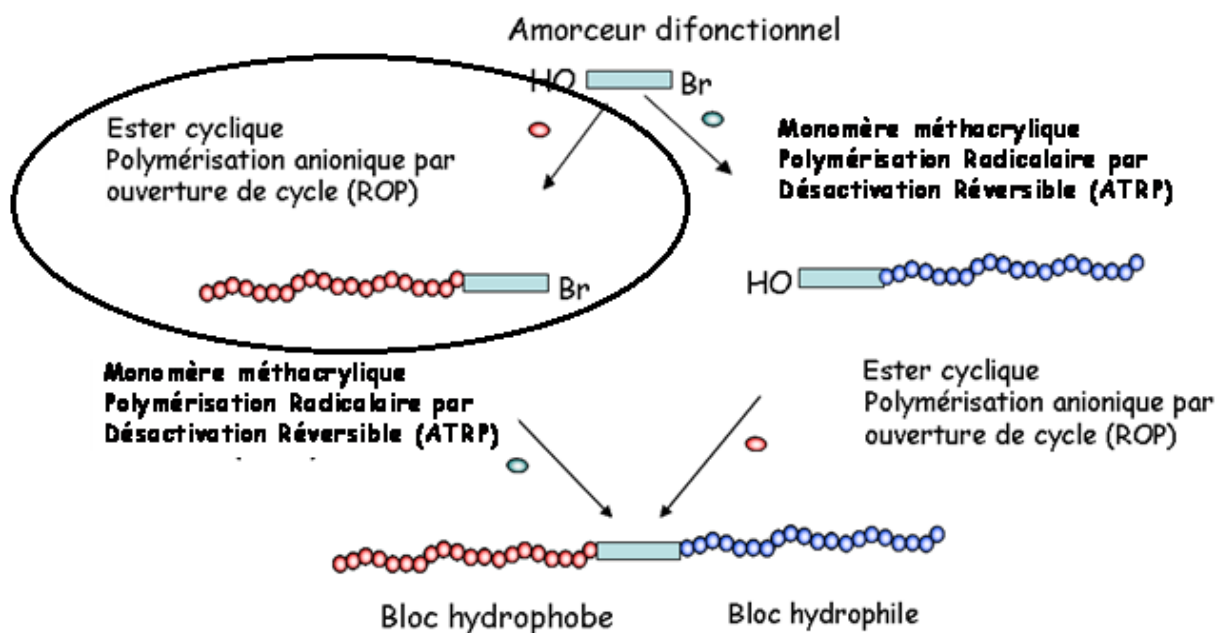 Amorceur difonctionnel
HO Br
Ester cyclique
Polymérisation anionique par
ouverture de cycle (ROP)
Monomère méthacrylique
Polymérisation Radicalaire par
Désactivation Réversible (ATRP)
Br
HO
Monomère méthacrylique
Polymérisation Radicalaire par
Désactivation Réversible (ATRP)
Ester cyclique
Polymérisation anionique par
ouverture de cycle (ROP)
Bloc hydrophobe
Bloc hydrophile